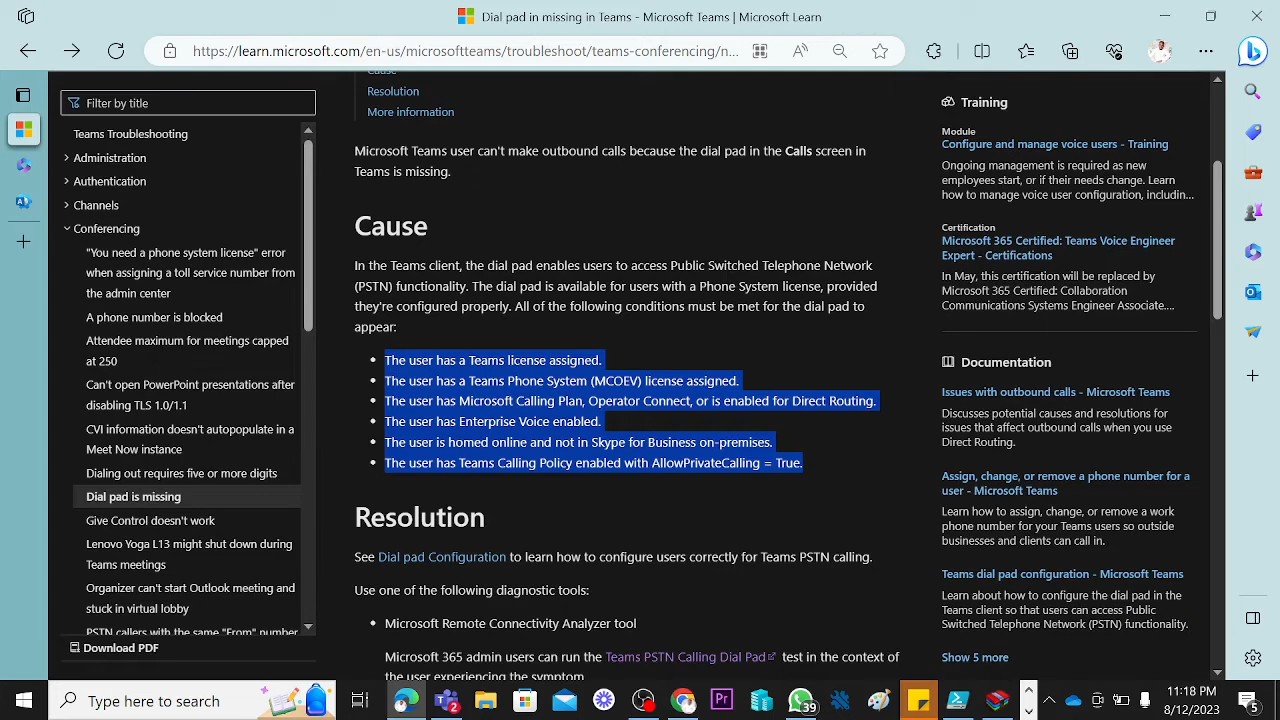 Dial pad in missing in Teams - Microsoft Teams | Microsoft Learn
https://learn.microsoft.com/en-us/microsoftteams/troubleshoot/teams-conferencing/n...
Filter by title
Teams Troubleshooting
Administration
Authentication
Channels
Conferencing
"You need a phone system license" error
when assigning a toll service number from
the admin center
A phone number is blocked
Attendee maximum for meetings capped
at 250
Can't open PowerPoint presentations after
disabling TLS 1.0/1.1
CVI information doesn't autopopulate in a
Meet Now instance
Dialing out requires five or more digits
Dial pad is missing
Give Control doesn't work
Lenovo Yoga L13 might shut down during
Teams meetings
Organizer can't start Outlook meeting and
stuck in virtual lobby
PSTN callers with the same "From" number
Download PDF
Cause
Resolution
More information
Microsoft Teams user can't make outbound calls because the dial pad in the Calls screen in
Teams is missing.
Cause
In the Teams client, the dial pad enables users to access Public Switched Telephone Network
(PSTN) functionality. The dial pad is available for users with a Phone System license, provided
they're configured properly. All of the following conditions must be met for the dial pad to
appear:
• The user has a Teams license assigned.
• The user has a Teams Phone System (MCOEV) license assigned.
• The user has Microsoft Calling Plan, Operator Connect, or is enabled for Direct Routing.
• The user has Enterprise Voice enabled.
• The user is homed online and not in Skype for Business on-premises.
• The user has Teams Calling Policy enabled with AllowPrivateCalling = True.
Resolution
See Dial pad Configuration to learn how to configure users correctly for Teams PSTN calling.
Use one of the following diagnostic tools:
• Microsoft Remote Connectivity Analyzer tool
Microsoft 365 admin users can run the Teams PSTN Calling Dial Pad test in the context of
the user experiencing the symptom
Training
Module
Configure and manage voice users - Training
Ongoing management is required as new
employees start, or if their needs change. Learn
how to manage voice user configuration, includin...
Certification
Microsoft 365 Certified: Teams Voice Engineer
Expert - Certifications
In May, this certification will be replaced by
Microsoft 365 Certified: Collaboration
Communications Systems Engineer Associate....
Documentation
Issues with outbound calls - Microsoft Teams
Discusses potential causes and resolutions for
issues that affect outbound calls when you use
Direct Routing.
Assign, change, or remove a phone number for a
user - Microsoft Teams
Learn how to assign, change, or remove a work
phone number for your Teams users so outside
businesses and clients can call in.
Teams dial pad configuration - Microsoft Teams
Learn about how to configure the dial pad in the
Teams client so that users can access Public
Switched Telephone Network (PSTN) functionality.
Show 5 more
Type here to search
2
Pr
39
11:18 PM
8/12/2023
5